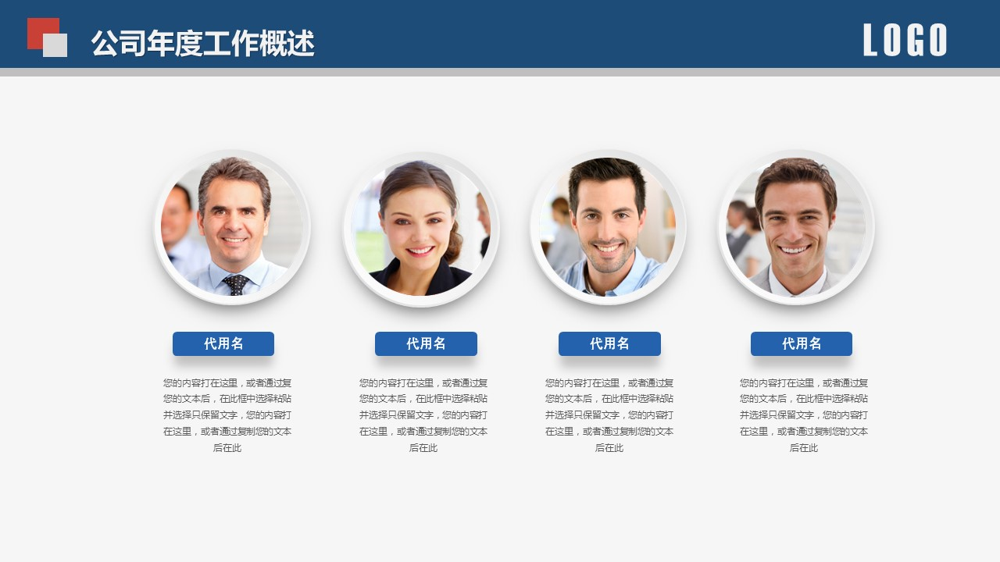 公司年度工作概述
LOGO
代用名
您的内容打在这里，或者通过复
您的文本后，在此框中选择粘贴
并选择只保留文字，您的内容打
在这里，或者通过复制您的文本
后在此
代用名
您的内容打在这里，或者通过复
您的文本后，在此框中选择粘贴
并选择只保留文字，您的内容打
在这里，或者通过复制您的文本
后在此
代用名
您的内容打在这里，或者通过复
您的文本后，在此框中选择粘贴
并选择只保留文字，您的内容打
在这里，或者通过复制您的文本
后在此
代用名
您的内容打在这里，或者通过复
您的文本后，在此框中选择粘贴
并选择只保留文字，您的内容打
在这里，或者通过复制您的文本
后在此